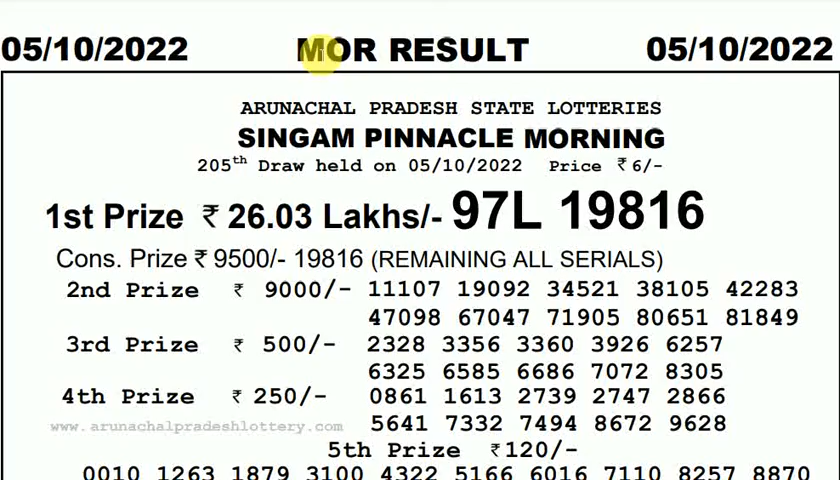 05/10/2022 MOR RESULT 05/10/2022
ARUNACHAL PRADESH STATE LOTTERIES
SINGAM PINNACLE MORNING
205th Draw held on 05/10/2022 Price ₹6/-
1st Prize ₹ 26.03 Lakhs/- 97L 19816
Cons. Prize ₹ 9500/- 19816 (REMAINING ALL SERIALS)
2nd Prize ₹ 9000/- 11107 19092 34521 38105 42283
47098 67047 71905 80651 81849
3rd Prize ₹ 500/- 2328 3356 3360 3926 6257
6325 6585 6686 7072 8305
4th Prize ₹ 250/- 0861 1613 2739 2747 2866
www.arunachalpradeshlottery.com 5641 7332 7494 8672 9628
5th Prize ₹120/-
0010 1263 1879 3100 4322 5166 6016 7110 8257 8870